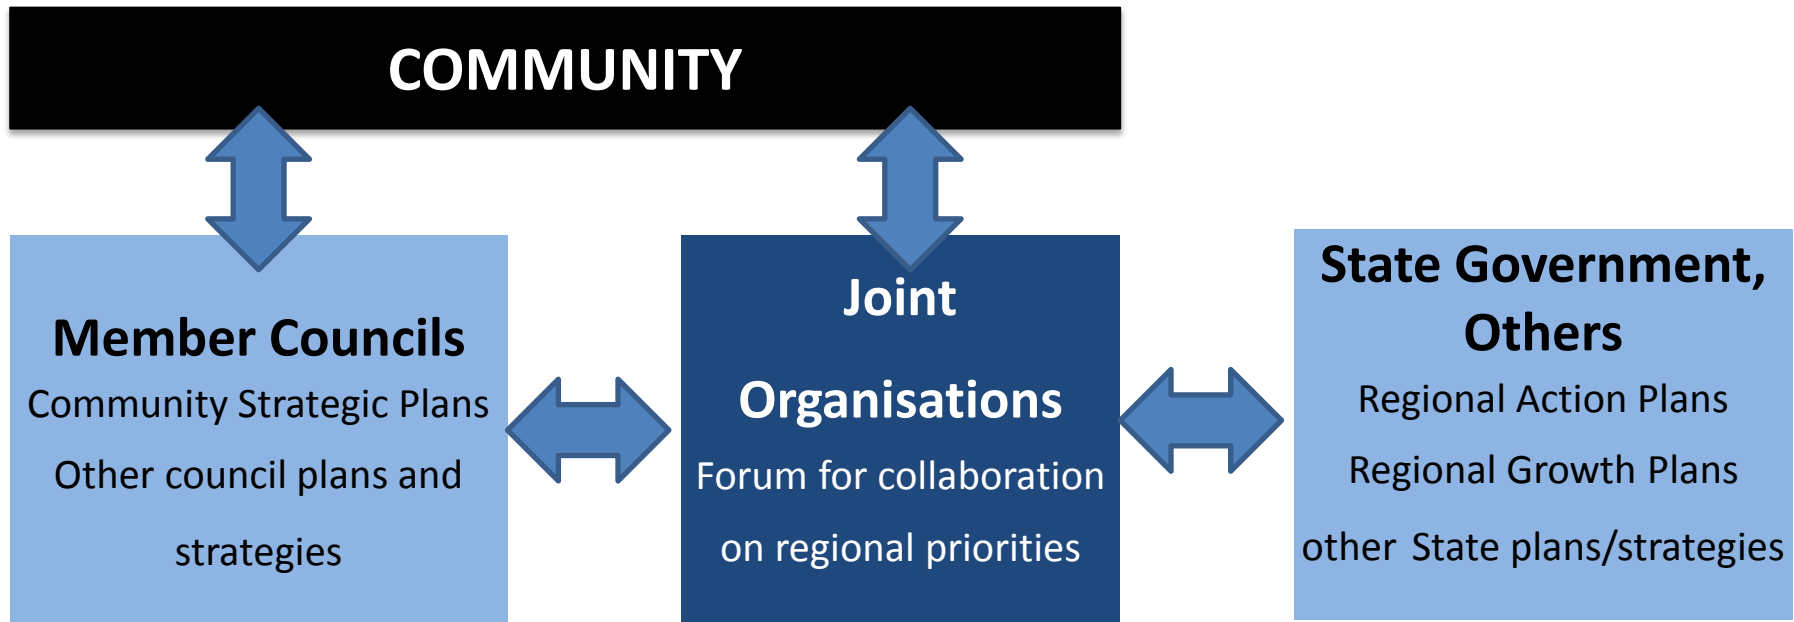 COMMUNITY
Member Councils
Community Strategic Plans
Other council plans and
strategies
Joint
Organisations
Forum for collaboration
on regional priorities
State Government,
Others
Regional Action Plans
Regional Growth Plans
other State plans/strategies